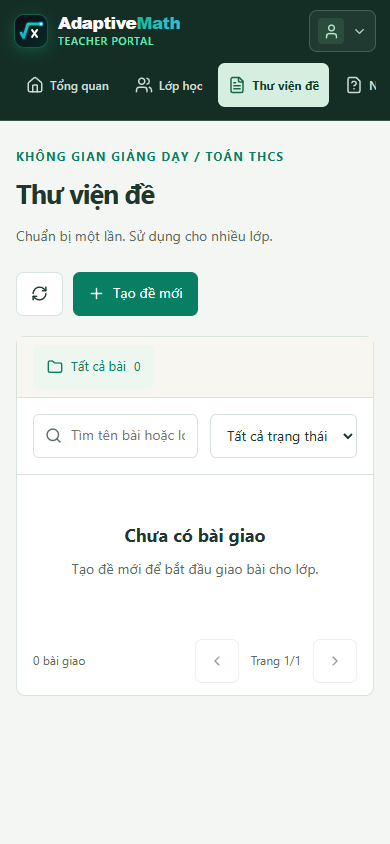 AdaptiveMath
TEACHER PORTAL
Tổng quan
Lớp học
Thư viện đề
N
KHÔNG GIAN GIẢNG DẠY / TOÁN THCS
Thư viện đề
Chuẩn bị một lần. Sử dụng cho nhiều lớp.
Tạo đề mới
Tất cả bài 0
Tìm tên bài hoặc lớ
Tất cả trạng thái
Chưa có bài giao
Tạo đề mới để bắt đầu giao bài cho lớp.
0 bài giao
Trang 1/1